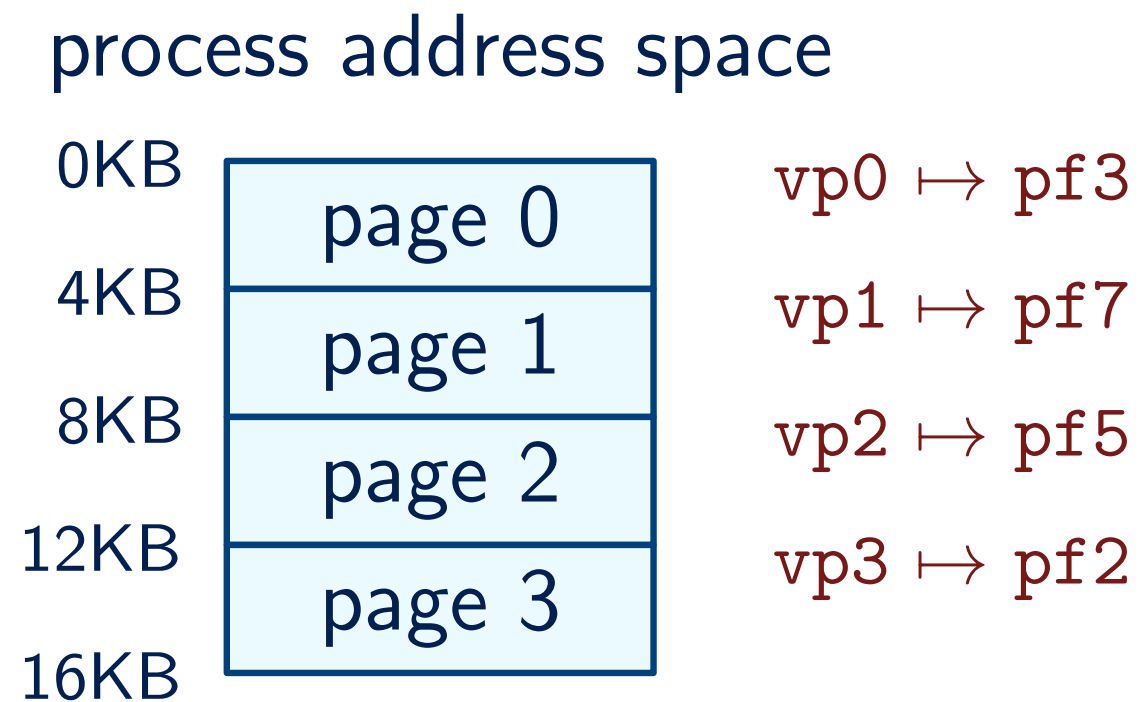 process address space
0KB
page 0
vp0 ↦ pf3
4KB
page 1
vp1 ↦ pf7
8KB
page 2
vp2 ↦ pf5
12KB
page 3
vp3 ↦ pf2
16KB